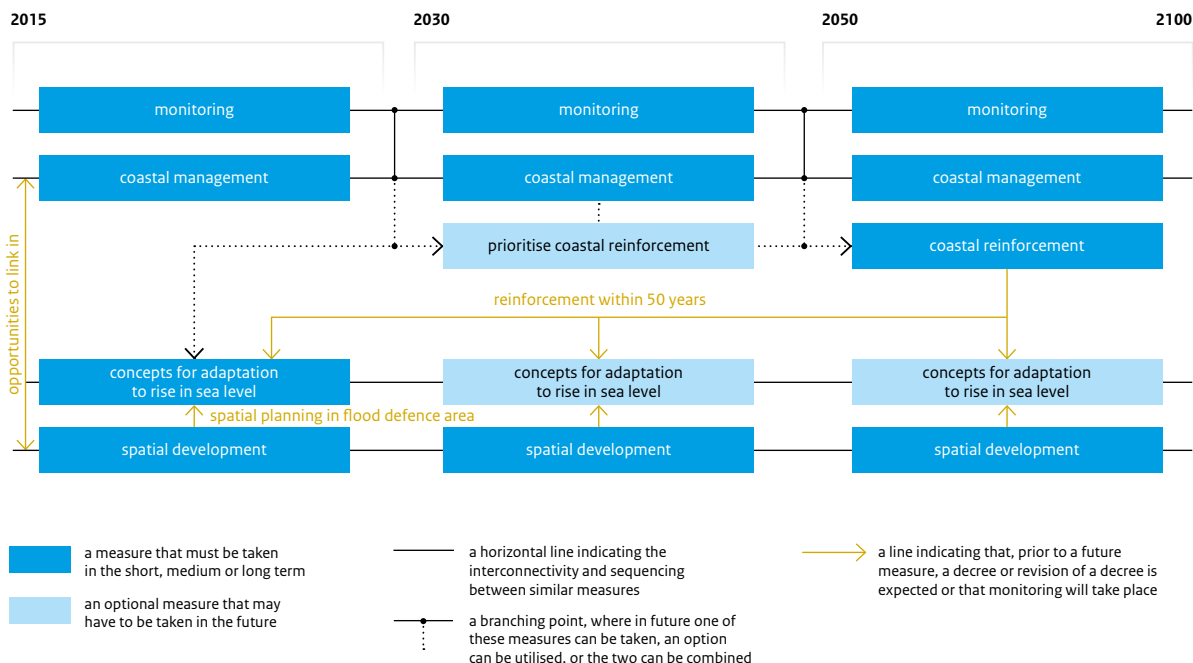 2015
2030
2050
2100
monitoring
monitoring
monitoring
coastal management
coastal management
coastal management
prioritise coastal reinforcement
coastal reinforcement
opportunities to link in
reinforcement within 50 years
concepts for adaptation
to rise in sea level
concepts for adaptation
to rise in sea level
concepts for adaptation
to rise in sea level
spatial planning in flood defence area
spatial development
spatial development
spatial development
a measure that must be taken
in the short, medium or long term
an optional measure that may
have to be taken in the future
a horizontal line indicating the
interconnectivity and sequencing
between similar measures
a branching point, where in future one of
these measures can be taken, an option
can be utilised, or the two can be combined
a line indicating that, prior to a future
measure, a decree or revision of a decree is
expected or that monitoring will take place